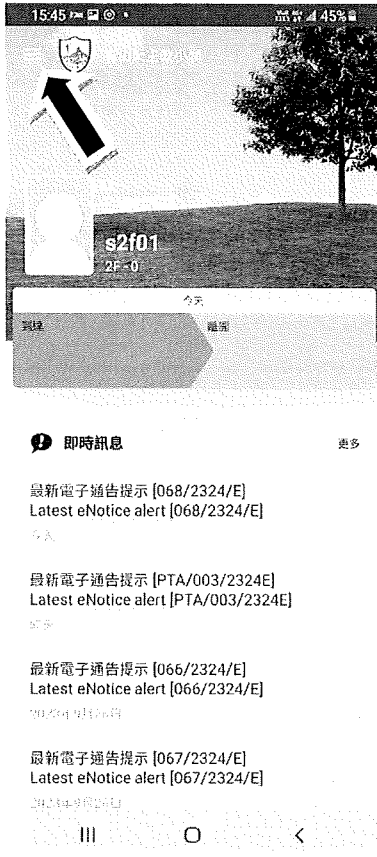 15:45
45%
s2f01
2F - 0
今天
到達 離開
即時訊息 更多
最新電子通告提示 [068/2324/E]
Latest eNotice alert [068/2324/E]
今天
最新電子通告提示 [PTA/003/2324E]
Latest eNotice alert [PTA/003/2324E]
最新電子通告提示 [066/2324/E]
Latest eNotice alert [066/2324/E]
最新電子通告提示 [067/2324/E]
Latest eNotice alert [067/2324/E]